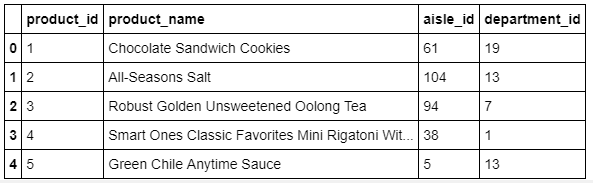 product_id product_name aisle_id department_id
0 1 Chocolate Sandwich Cookies 61 19
1 2 All-Seasons Salt 104 13
2 3 Robust Golden Unsweetened Oolong Tea 94 7
3 4 Smart Ones Classic Favorites Mini Rigatoni Wit... 38 1
4 5 Green Chile Anytime Sauce 5 13